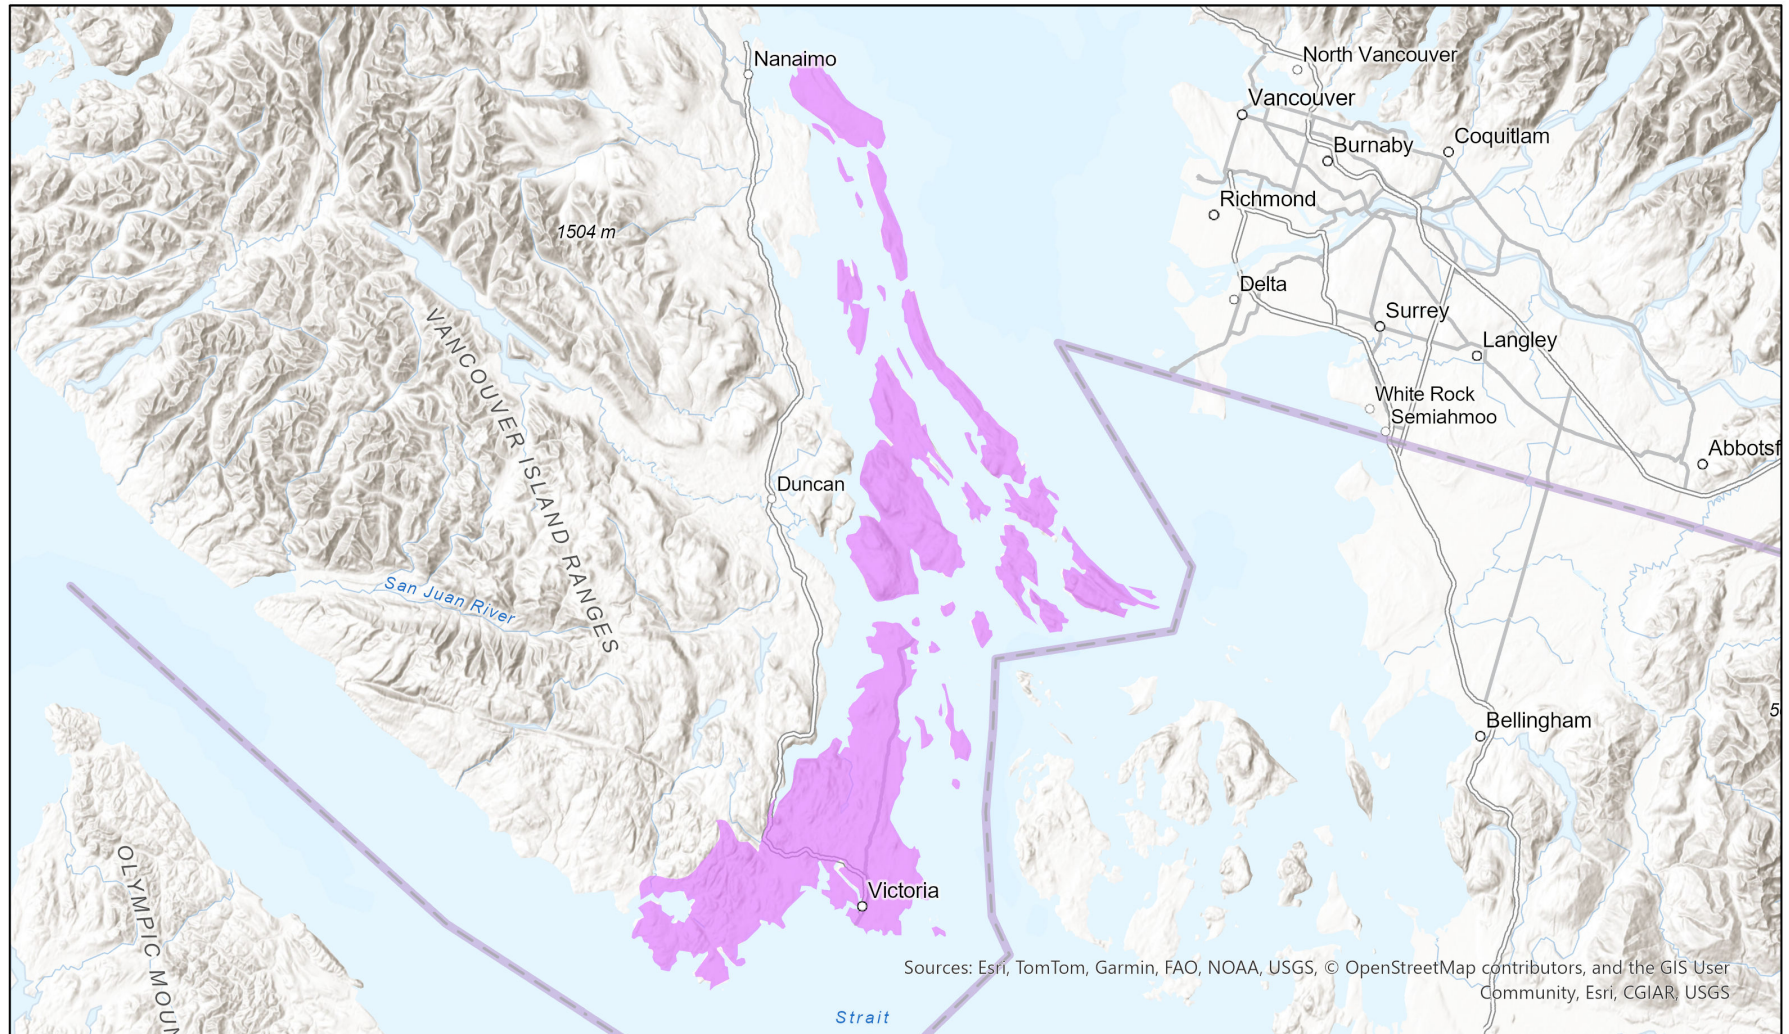 Nanaimo
North Vancouver
Vancouver
Coquitlam
Burnaby
Richmond
1504 m
Delta
Surrey
Langley
VANCOUVER ISLAND RANGES
White Rock
Semiahmoo
Abbotsf
Duncan
San Juan River
5
Bellingham
OLYMPIC MOUN
Victoria
Sources: Esri, TomTom, Garmin, FAO, NOAA, USGS, © OpenStreetMap contributors, and the GIS User
Community, Esri, CGIAR, USGS
Strait